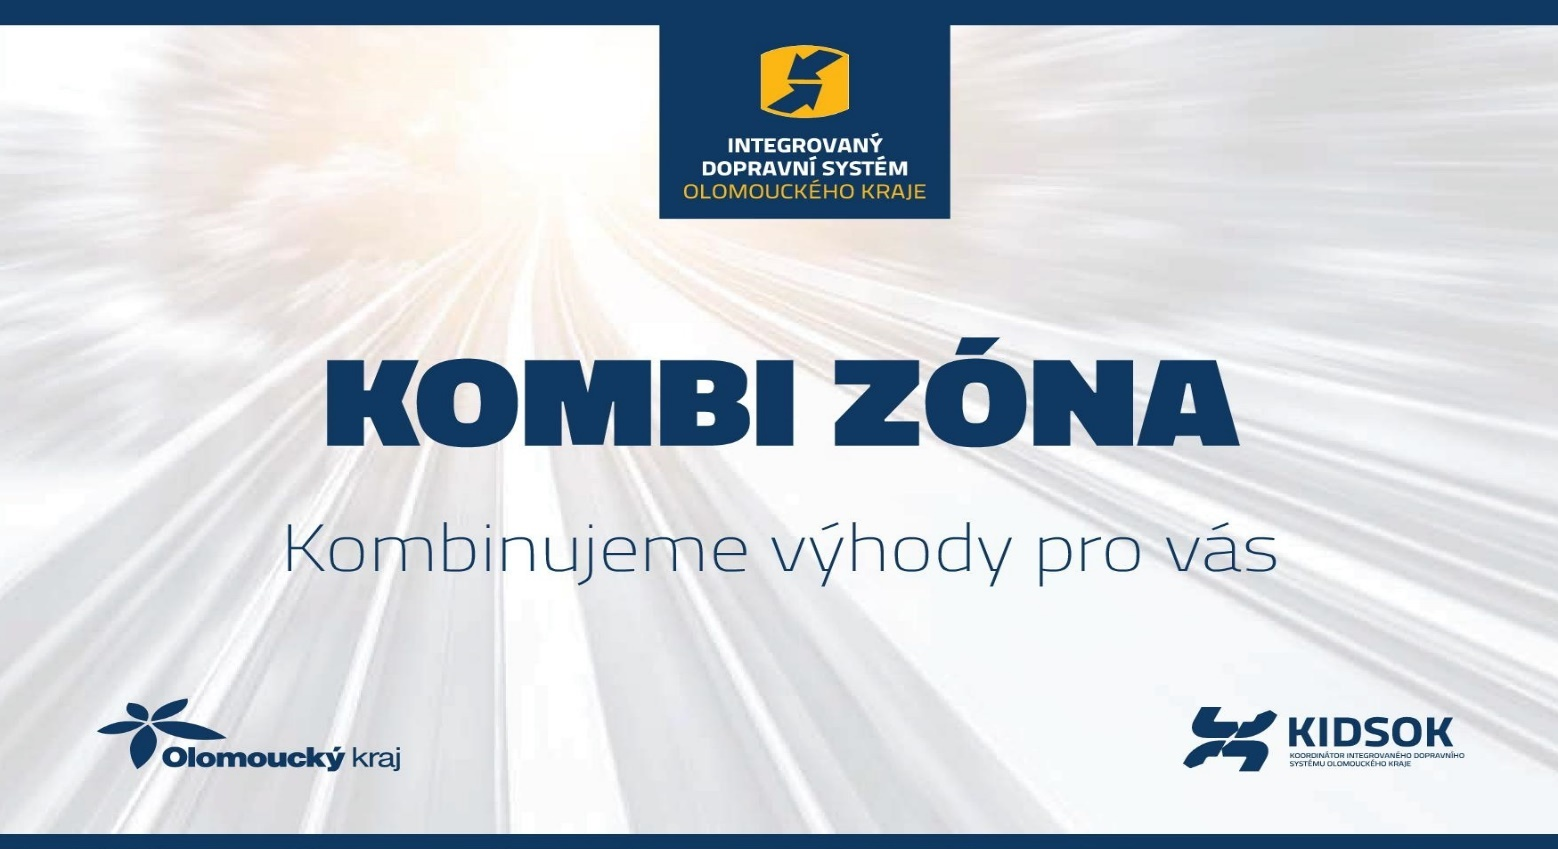 INTEGROVANÝ
DOPRAVNÍ SYSTÉM
OLOMOUCKÉHO KRAJE
KOMBI ZÓNA
Kombinujeme výhody pro vás
Olomoucký kraj
KIDSOK
KOORDINÁTOR INTEGROVANÉHO DOPRAVNÍHO
SYSTÉMU OLOMOUCKÉHO KRAJE